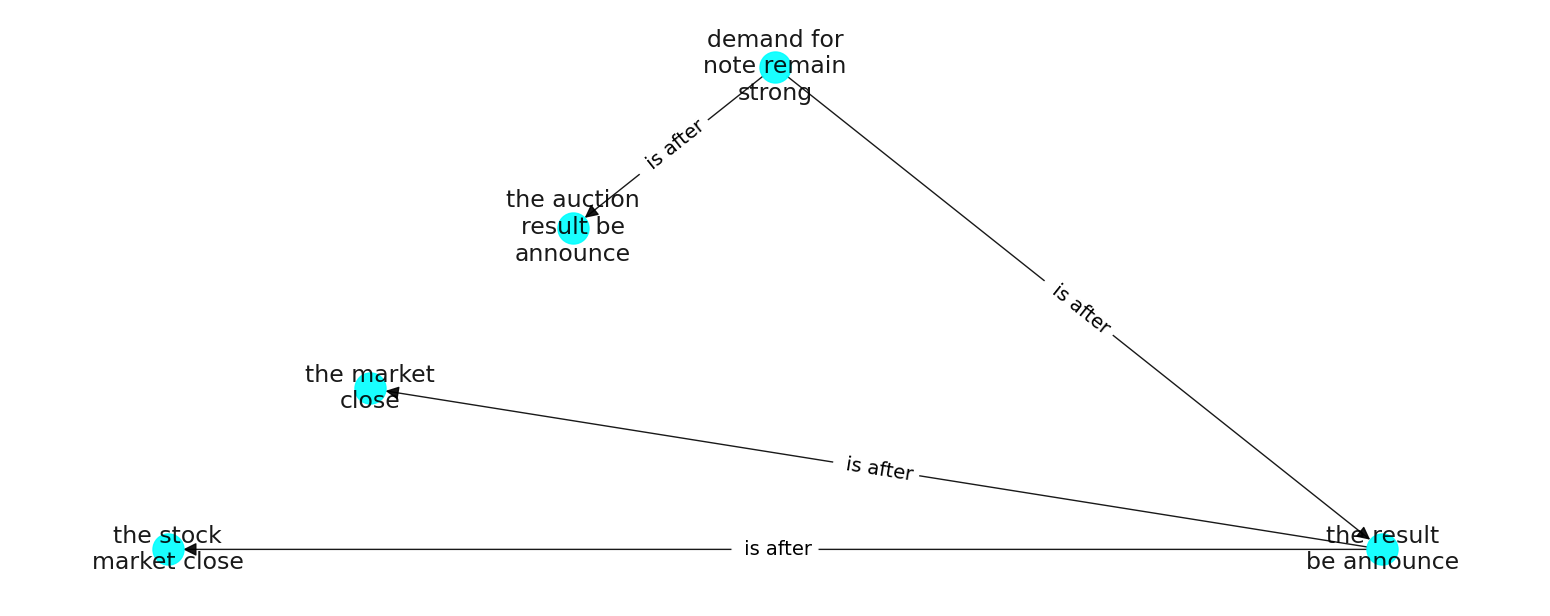 demand for
note remain
strong
is after
the auction
result be
announce
is after
the market
close
is after
the stock
market close
is after
the result
be announce